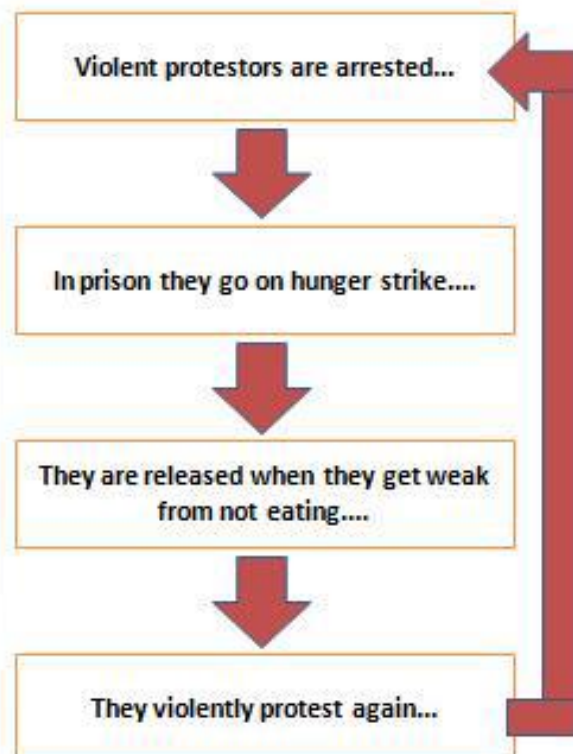 Violent protestors are arrested...
In prison they go on hunger strike....
They are released when they get weak
from not eating....
They violently protest again...